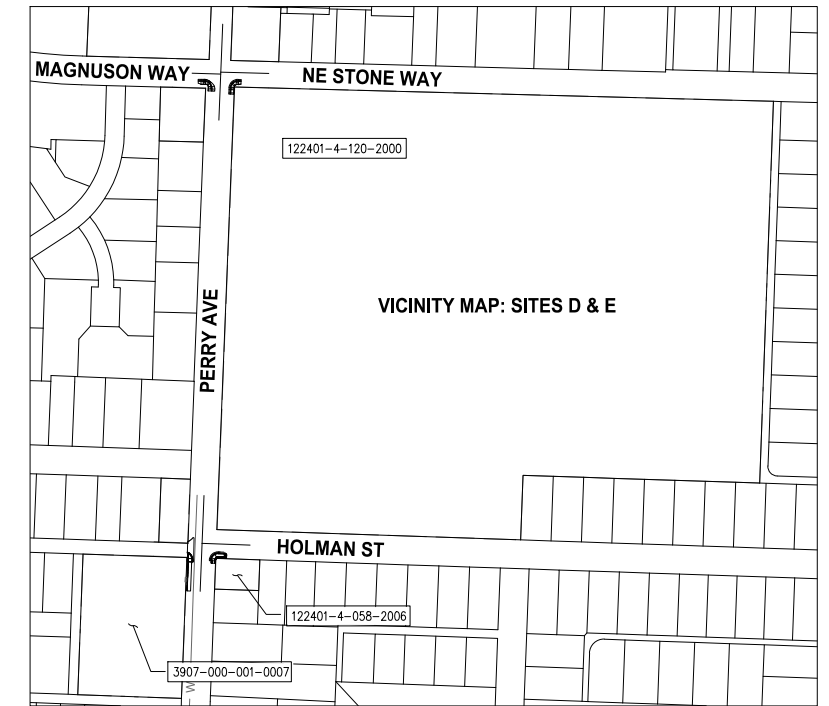 MAGNUSON WAY
NE STONE WAY
122401-4-120-2000
VICINITY MAP: SITES D & E
PERRY AVE
HOLMAN ST
122401-4-058-2006
3907-000-001-0007
W